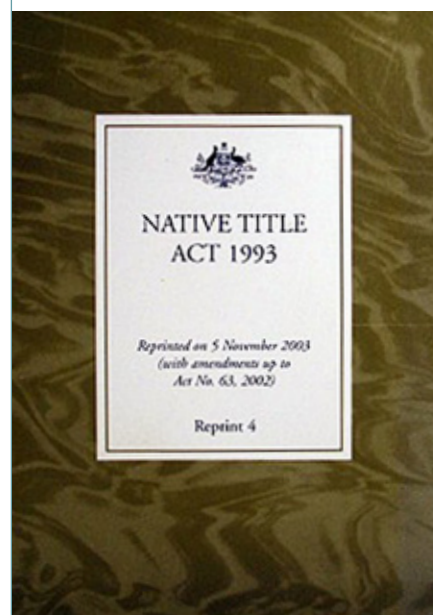 NATIVE TITLE
ACT 1993
Reprinted on 5 November 2003
(with amendments up to
Act No. 63, 2002)
Reprint 4